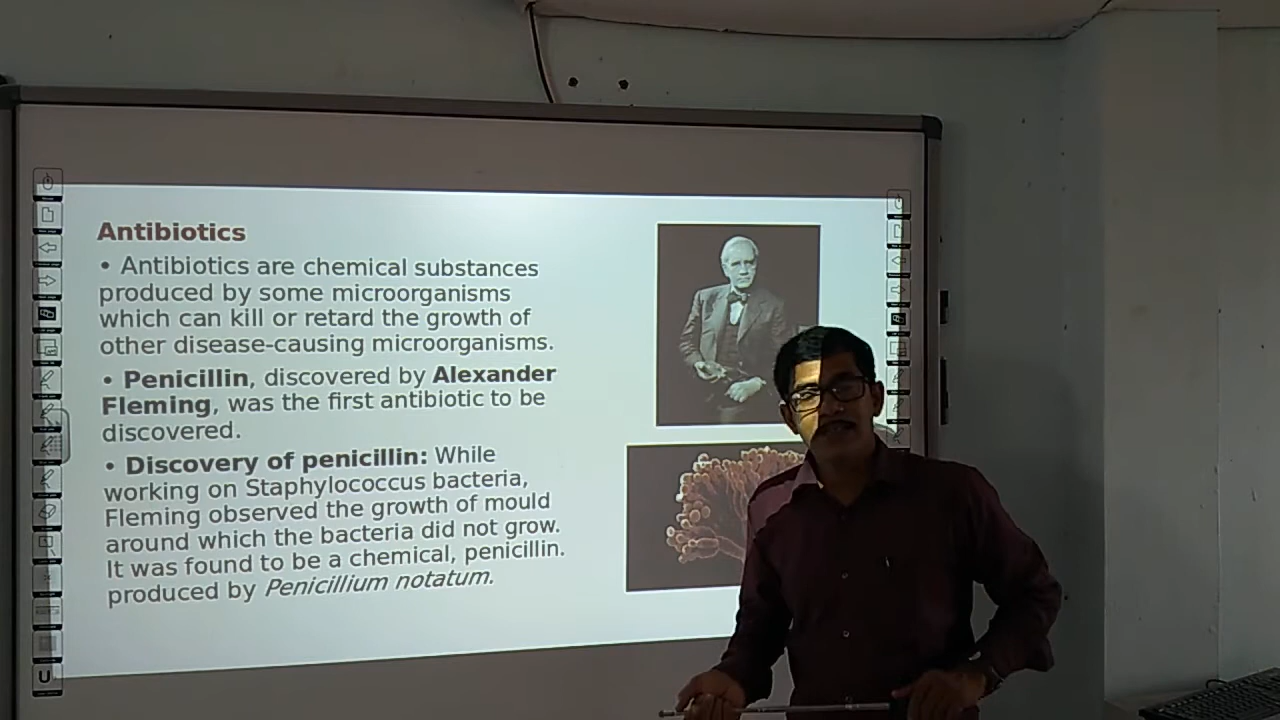 Antibiotics
• Antibiotics are chemical substances
produced by some microorganisms
which can kill or retard the growth of
other disease-causing microorganisms.
• Penicillin, discovered by Alexander
Fleming, was the first antibiotic to be
discovered.
• Discovery of penicillin: While
working on Staphylococcus bacteria,
Fleming observed the growth of mould
around which the bacteria did not grow.
It was found to be a chemical, penicillin.
produced by Penicillium notatum.
U